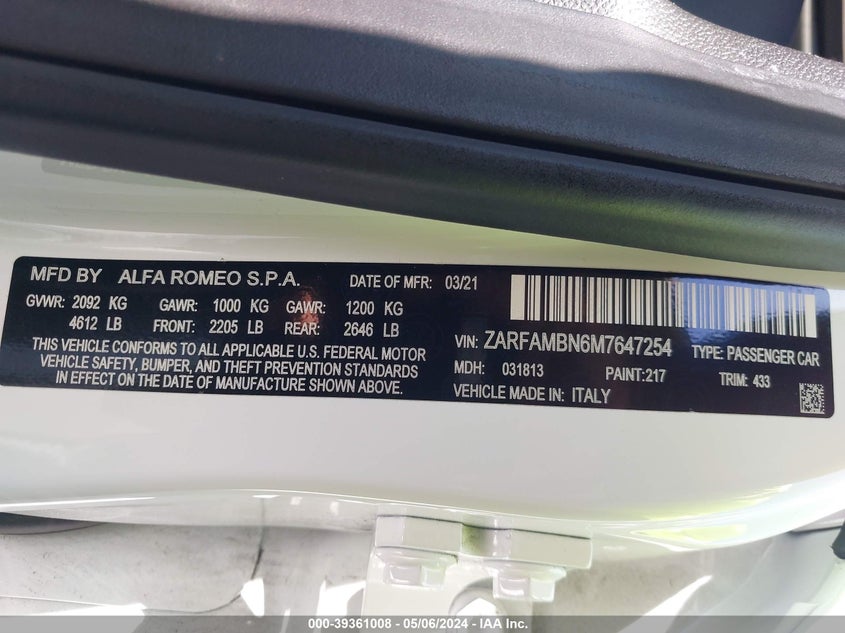 MFD BY ALFA ROMEO S.P.A. DATE OF MFR: 03/21
GVWR: 2092 KG GAWR: 1000 KG GAWR: 1200 KG
4612 LB FRONT: 2205 LB REAR: 2646 LB
THIS VEHICLE CONFORMS TO ALL APPLICABLE U.S. FEDERAL MOTOR
VEHICLE SAFETY, BUMPER, AND THEFT PREVENTION STANDARDS
IN EFFECT ON THE DATE OF MANUFACTURE SHOWN ABOVE.
VIN: ZARFAMBN6M7647254 TYPE: PASSENGER CAR
MDH: 031813 PAINT: 217 TRIM: 433
VEHICLE MADE IN: ITALY
000-39361008 - 05/06/2024 - IAA Inc.